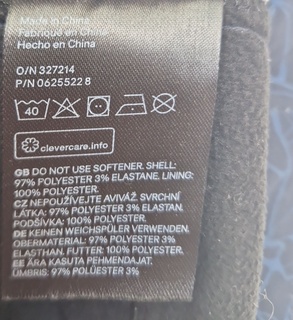 Made in China
Fabriqué en Chine
Hecho en China
O/N 327214
P/N 0625522 8
40
clevercare.info
GB DO NOT USE SOFTENER. SHELL:
97% POLYESTER 3% ELASTANE. LINING:
100% POLYESTER.
CZ NEPOUŽÍVEJTE AVIVÁŽ. SVRCHNÍ
LÁTKA: 97% POLYESTER 3% ELASTAN.
PODŠÍVKA: 100% POLYESTER.
DE KEINEN WEICHSPÜLER VERWENDEN.
OBERMATERIAL: 97% POLYESTER 3%
ELASTHAN. FUTTER: 100% POLYESTER.
EE ÄRA KASUTA PEHMENDAJAT.
ÜMBRIS: 97% POLÜESTER 3%